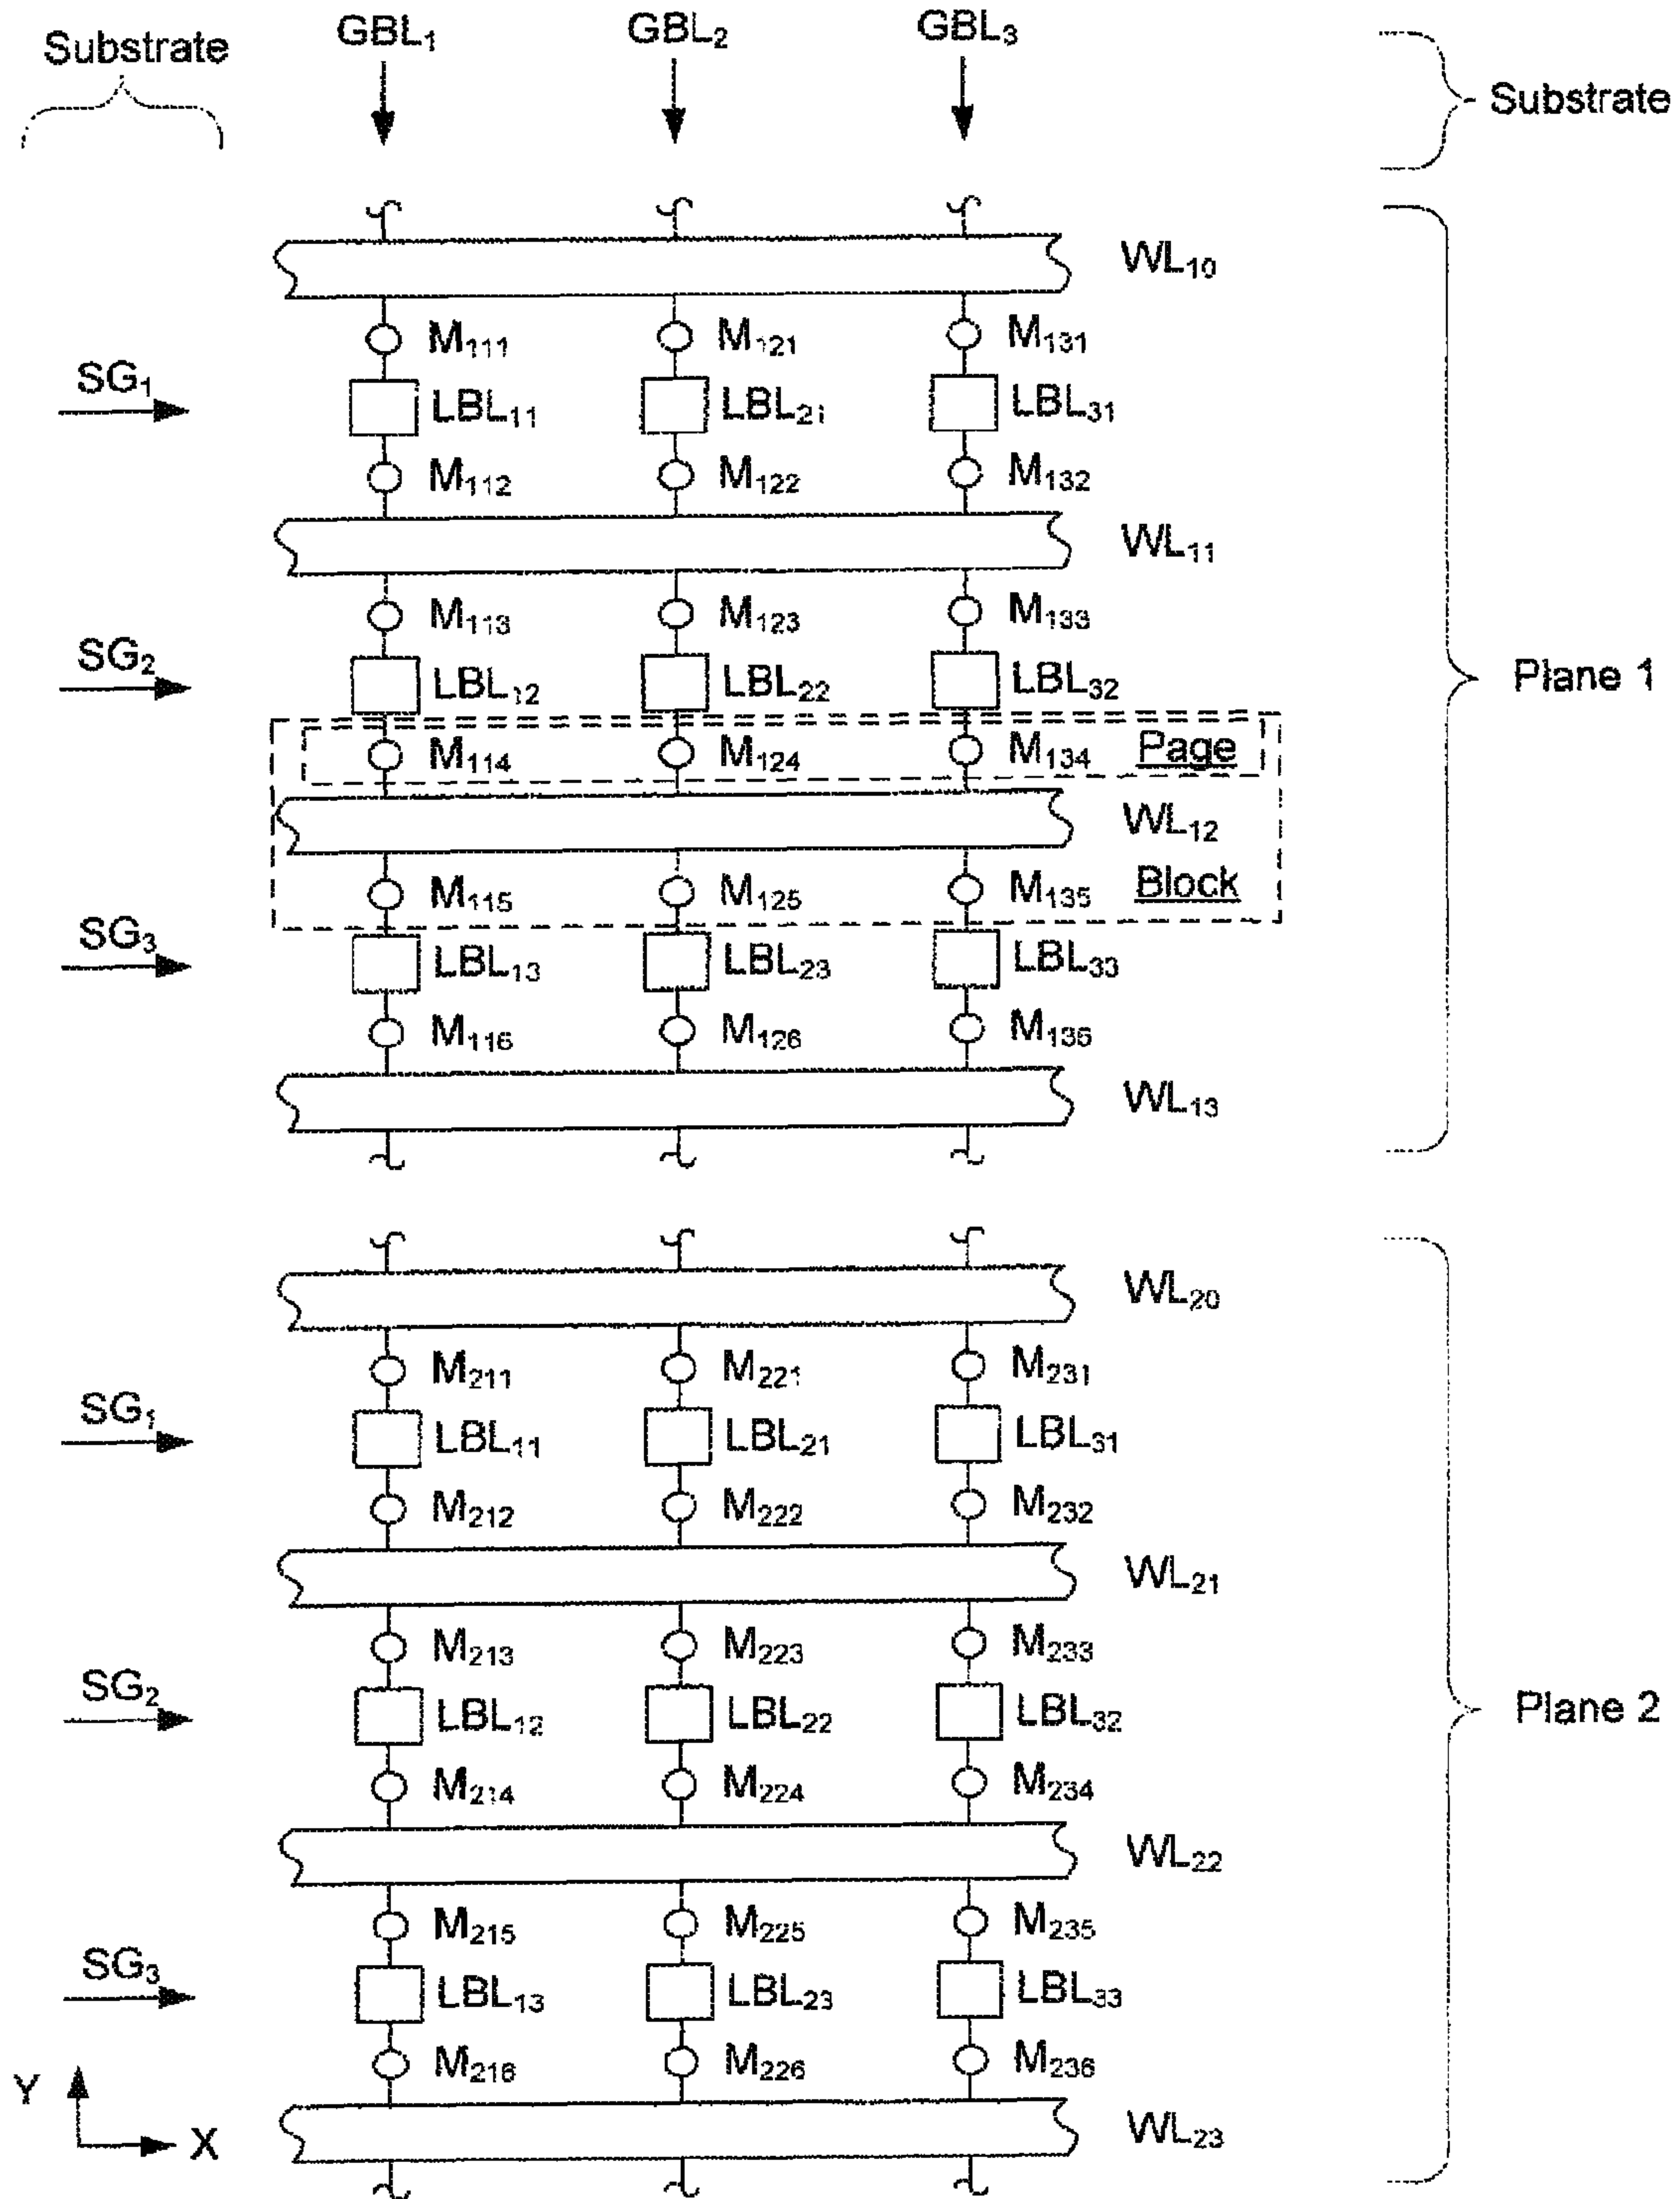 Substrate GBL₁ GBL₂ GBL₃ Substrate
WL₁₀
M₁₁₁ M₁₂₁ M₁₃₁
SG₁ LBL₁₁ LBL₂₁ LBL₃₁
M₁₁₂ M₁₂₂ M₁₃₂
WL₁₁
M₁₁₃ M₁₂₃ M₁₃₃
SG₂ LBL₁₂ LBL₂₂ LBL₃₂ Plane 1
M₁₁₄ M₁₂₄ M₁₃₄ Page
WL₁₂
M₁₁₅ M₁₂₅ M₁₃₅ Block
SG₃ LBL₁₃ LBL₂₃ LBL₃₃
M₁₁₆ M₁₂₆ M₁₃₆
WL₁₃
WL₂₀
M₂₁₁ M₂₂₁ M₂₃₁
SG₁ LBL₁₁ LBL₂₁ LBL₃₁
M₂₁₂ M₂₂₂ M₂₃₂
WL₂₁
M₂₁₃ M₂₂₃ M₂₃₃
SG₂ LBL₁₂ LBL₂₂ LBL₃₂ Plane 2
M₂₁₄ M₂₂₄ M₂₃₄
WL₂₂
M₂₁₅ M₂₂₅ M₂₃₅
SG₃ LBL₁₃ LBL₂₃ LBL₃₃
M₂₁₆ M₂₂₆ M₂₃₆
Y
X WL₂₃